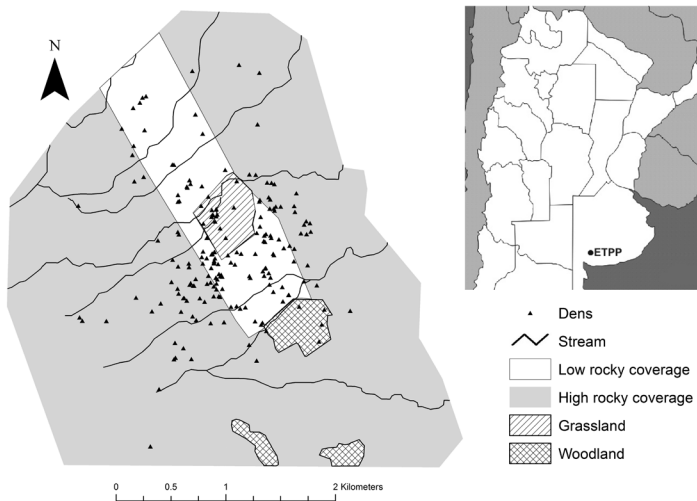 N
ETPP
Dens
Stream
Low rocky coverage
High rocky coverage
Grassland
Woodland
0 0.5 1 2 Kilometers